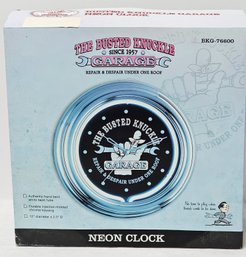 THE BUSTED KNUCKLE
SINCE 1957
GARAGE
REPAIR & DESPAIR UNDER ONE ROOF
BKG-76600
THE BUSTED KNUCKLE
GARAGE
REPAIR & DESPAIR UNDER ONE ROOF
NEON CLOCK